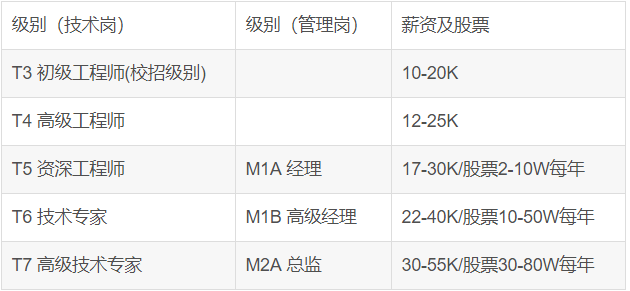 级别（技术岗） 级别（管理岗） 薪资及股票
T3 初级工程师(校招级别) 10-20K
T4 高级工程师 12-25K
T5 资深工程师 M1A 经理 17-30K/股票2-10W每年
T6 技术专家 M1B 高级经理 22-40K/股票10-50W每年
T7 高级技术专家 M2A 总监 30-55K/股票30-80W每年